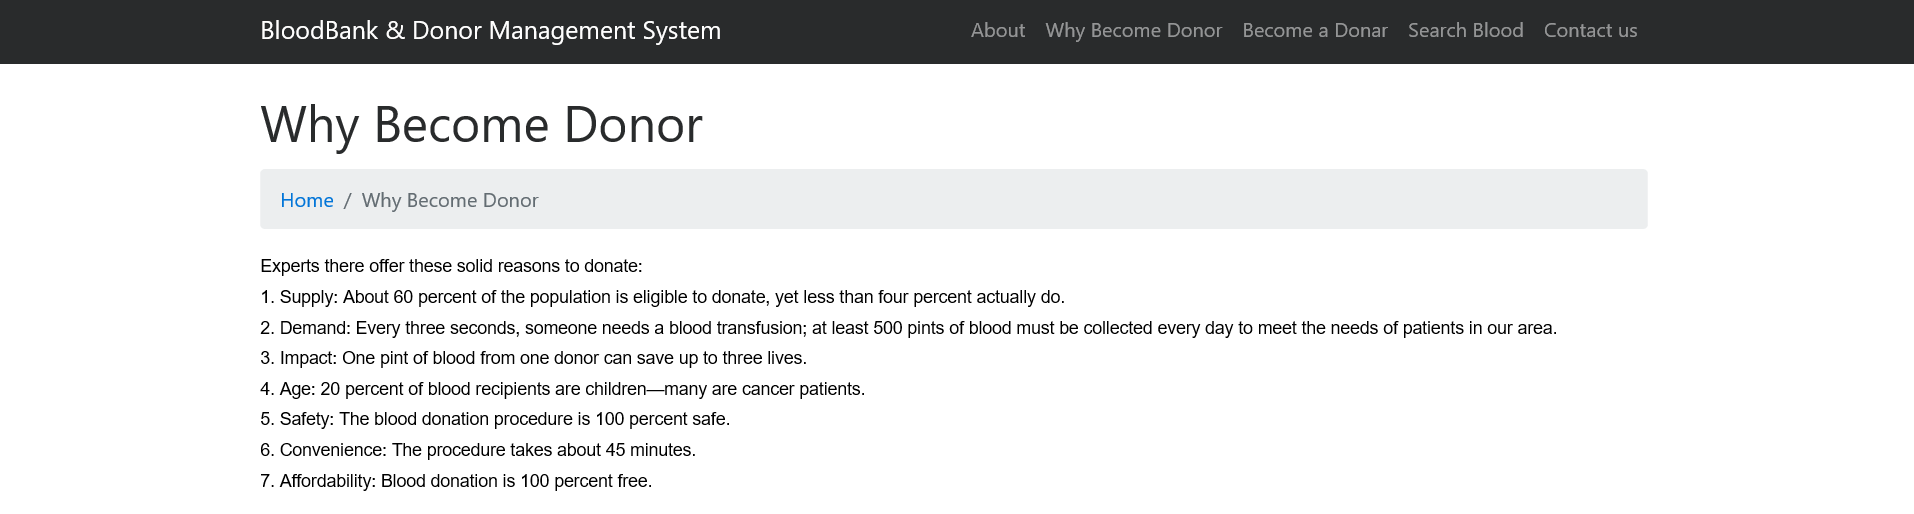 BloodBank & Donor Management System
About Why Become Donor Become a Donar Search Blood Contact us
Why Become Donor
Home / Why Become Donor
Experts there offer these solid reasons to donate:
1. Supply: About 60 percent of the population is eligible to donate, yet less than four percent actually do.
2. Demand: Every three seconds, someone needs a blood transfusion; at least 500 pints of blood must be collected every day to meet the needs of patients in our area.
3. Impact: One pint of blood from one donor can save up to three lives.
4. Age: 20 percent of blood recipients are children—many are cancer patients.
5. Safety: The blood donation procedure is 100 percent safe.
6. Convenience: The procedure takes about 45 minutes.
7. Affordability: Blood donation is 100 percent free.